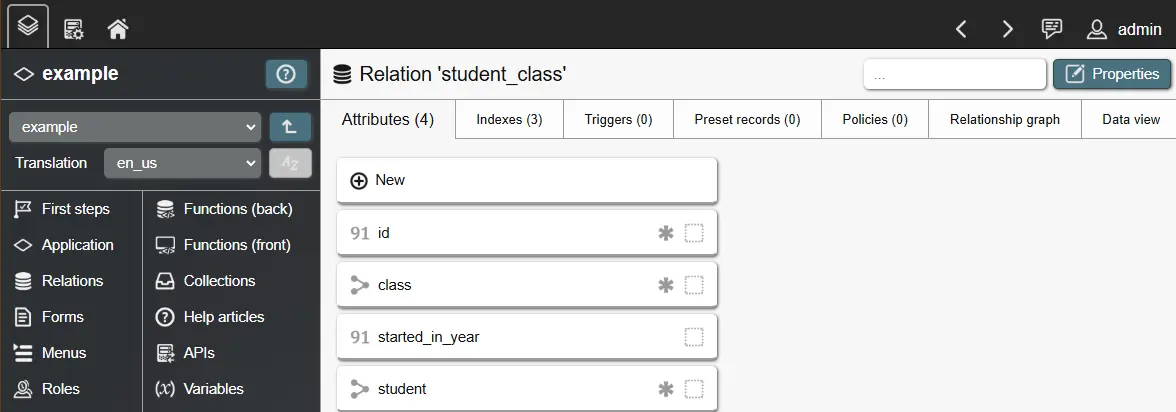 admin
example
Relation 'student_class'
...
Properties
example
Translation
en_us
AZ
First steps
Functions (back)
Application
Functions (front)
Relations
Collections
Forms
Help articles
Menus
APIs
Roles
(x) Variables
Attributes (4)
Indexes (3)
Triggers (0)
Preset records (0)
Policies (0)
Relationship graph
Data view
New
91 id
class
91 started_in_year
student